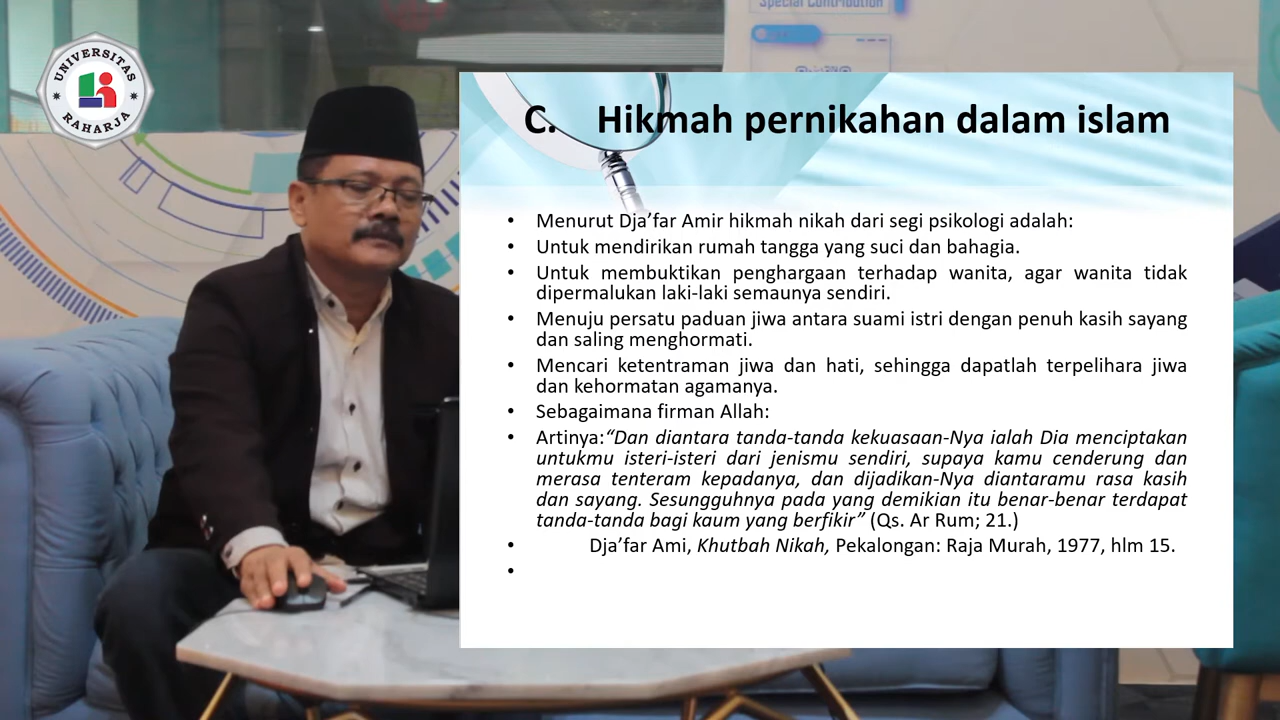 Special Contribution
UNIVERSITAS
RAHARJA
C. Hikmah pernikahan dalam islam
• Menurut Dja’far Amir hikmah nikah dari segi psikologi adalah:
• Untuk mendirikan rumah tangga yang suci dan bahagia.
• Untuk membuktikan penghargaan terhadap wanita, agar wanita tidak
dipermalukan laki-laki semaunya sendiri.
• Menuju persatu paduan jiwa antara suami istri dengan penuh kasih sayang
dan saling menghormati.
• Mencari ketentraman jiwa dan hati, sehingga dapatlah terpelihara jiwa
dan kehormatan agamanya.
• Sebagaimana firman Allah:
• Artinya:“Dan diantara tanda-tanda kekuasaan-Nya ialah Dia menciptakan
untukmu isteri-isteri dari jenismu sendiri, supaya kamu cenderung dan
merasa tenteram kepadanya, dan dijadikan-Nya diantaramu rasa kasih
dan sayang. Sesungguhnya pada yang demikian itu benar-benar terdapat
tanda-tanda bagi kaum yang berfikir” (Qs. Ar Rum; 21.)
• Dja’far Ami, Khutbah Nikah, Pekalongan: Raja Murah, 1977, hlm 15.
•